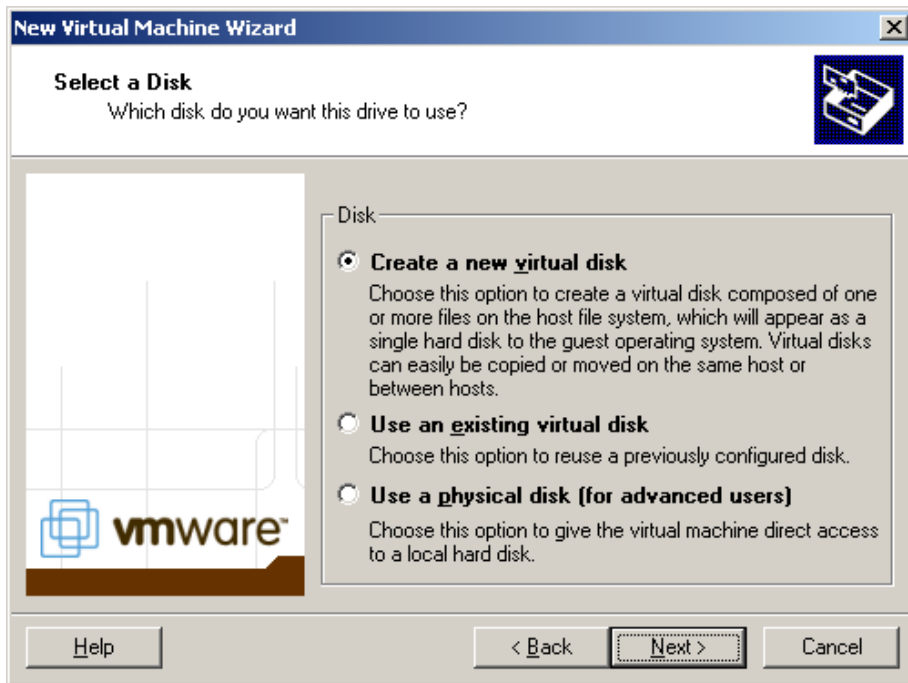 New Virtual Machine Wizard
Select a Disk
Which disk do you want this drive to use?
Disk
Create a new virtual disk
Choose this option to create a virtual disk composed of one
or more files on the host file system, which will appear as a
single hard disk to the guest operating system. Virtual disks
can easily be copied or moved on the same host or
between hosts.
Use an existing virtual disk
Choose this option to reuse a previously configured disk.
Use a physical disk (for advanced users)
Choose this option to give the virtual machine direct access
to a local hard disk.
vmware™
Help
< Back
Next >
Cancel